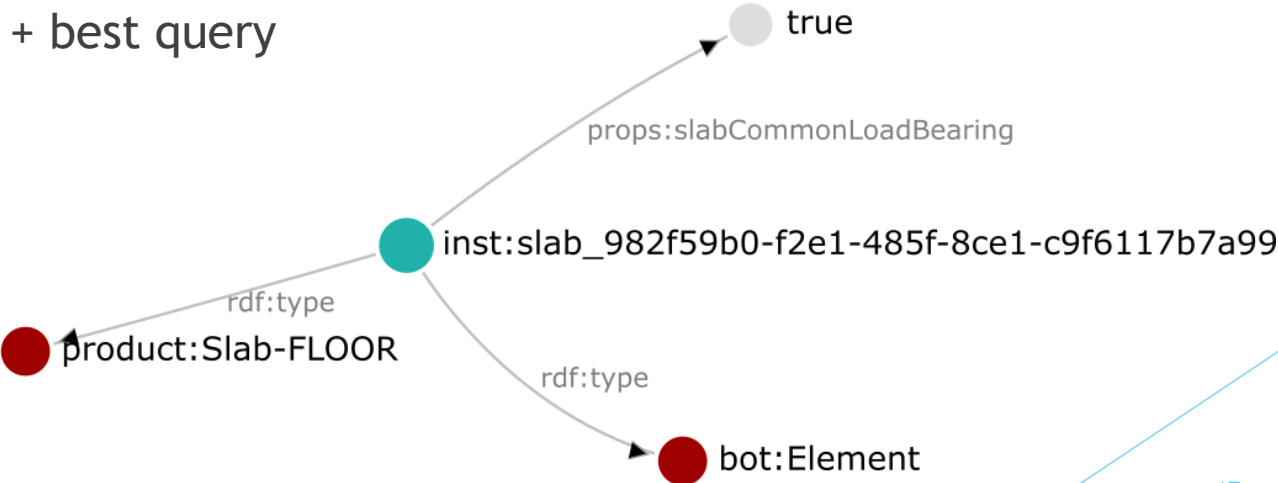 + best query
true
props:slabCommonLoadBearing
inst:slab_982f59b0-f2e1-485f-8ce1-c9f6117b7a99
rdf:type
product:Slab-FLOOR
rdf:type
bot:Element